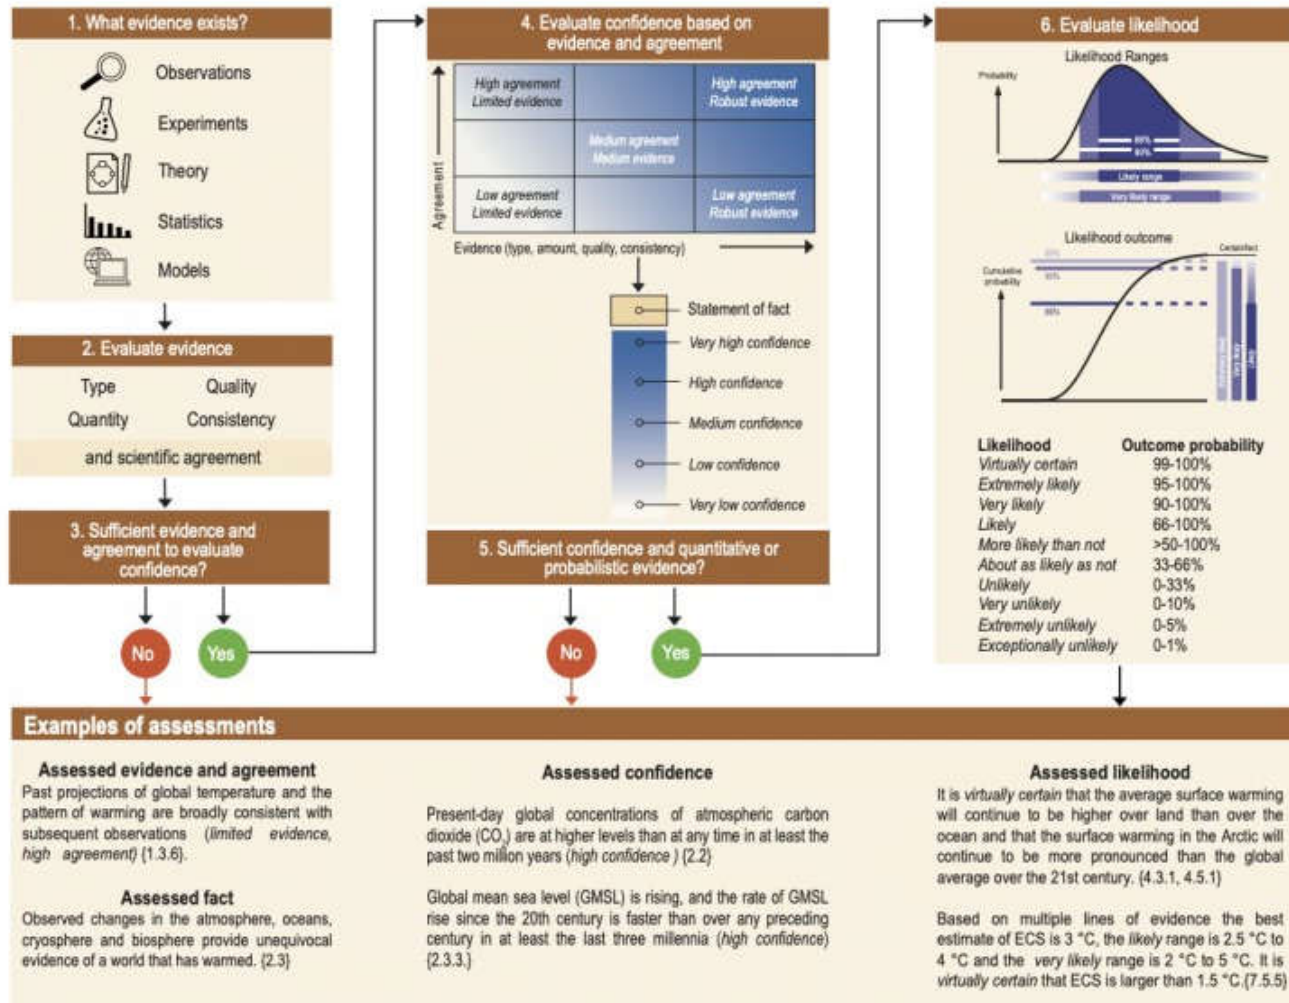 1. What evidence exists?
Observations
Experiments
Theory
Statistics
Models
2. Evaluate evidence
Type Quality
Quantity Consistency
and scientific agreement
3. Sufficient evidence and
agreement to evaluate
confidence?
No Yes
4. Evaluate confidence based on
evidence and agreement
Agreement
High agreement
Limited evidence
High agreement
Robust evidence
Medium agreement
Medium evidence
Low agreement
Limited evidence
Low agreement
Robust evidence
Evidence (type, amount, quality, consistency)
Statement of fact
Very high confidence
High confidence
Medium confidence
Low confidence
Very low confidence
5. Sufficient confidence and quantitative or
probabilistic evidence?
No Yes
6. Evaluate likelihood
Likelihood Ranges
Probability
Likely range
Very likely range
Likelihood outcome
Cumulative
probability
Likelihood Outcome probability
Virtually certain 99-100%
Extremely likely 95-100%
Very likely 90-100%
Likely 66-100%
More likely than not >50-100%
About as likely as not 33-66%
Unlikely 0-33%
Very unlikely 0-10%
Extremely unlikely 0-5%
Exceptionally unlikely 0-1%
Examples of assessments
Assessed evidence and agreement
Past projections of global temperature and the
pattern of warming are broadly consistent with
subsequent observations (limited evidence,
high agreement) {1.3.6}.
Assessed fact
Observed changes in the atmosphere, oceans,
cryosphere and biosphere provide unequivocal
evidence of a world that has warmed. {2.3}
Assessed confidence
Present-day global concentrations of atmospheric carbon
dioxide (CO₂) are at higher levels than at any time in at least the
past two million years (high confidence ) {2.2}
Global mean sea level (GMSL) is rising, and the rate of GMSL
rise since the 20th century is faster than over any preceding
century in at least the last three millennia (high confidence)
{2.3.3.}
Assessed likelihood
It is virtually certain that the average surface warming
will continue to be higher over land than over the
ocean and that the surface warming in the Arctic will
continue to be more pronounced than the global
average over the 21st century. {4.3.1, 4.5.1}
Based on multiple lines of evidence the best
estimate of ECS is 3 °C, the likely range is 2.5 °C to
4 °C and the very likely range is 2 °C to 5 °C. It is
virtually certain that ECS is larger than 1.5 °C.{7.5.5}